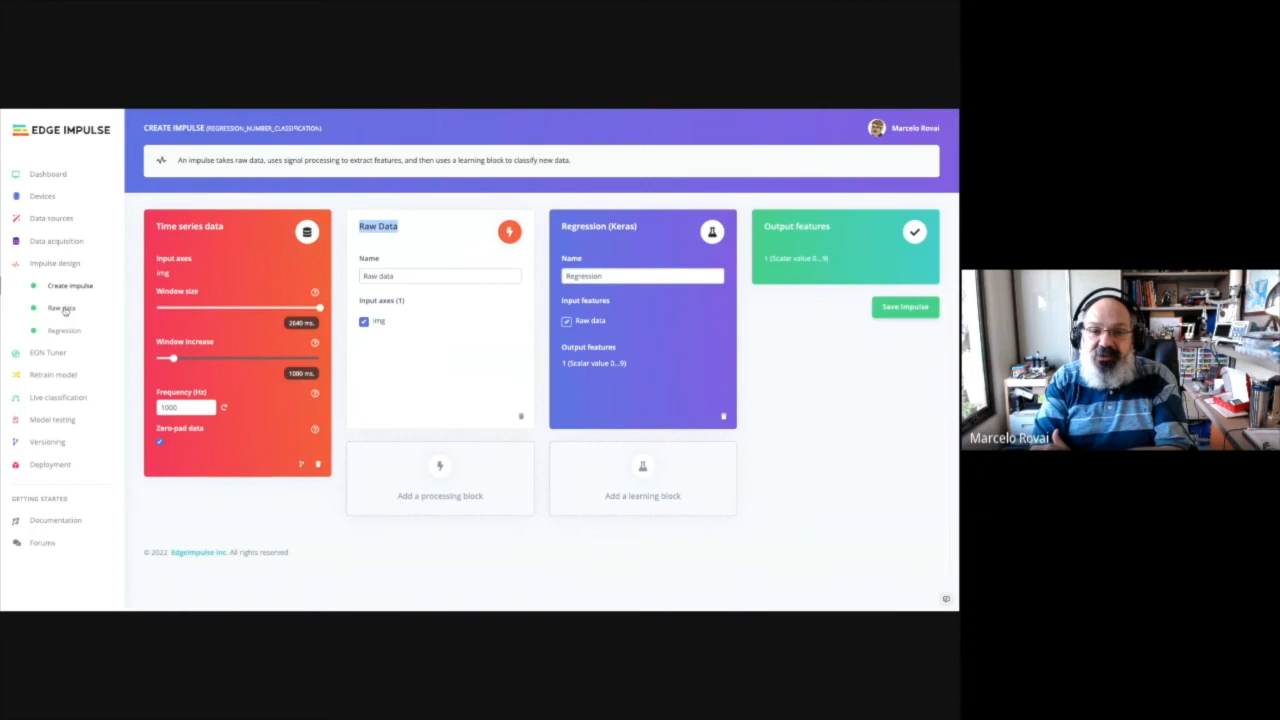 EDGE IMPULSE
Dashboard
Devices
Data sources
Data acquisition
Impulse design
Create impulse
Raw data
Regression
EON Tuner
Retrain model
Live classification
Model testing
Versioning
Deployment
GETTING STARTED
Documentation
Forums
CREATE IMPULSE (REGRESSION_NUMBER_CLASSIFICATION)
Marcelo Rovai
An impulse takes raw data, uses signal processing to extract features, and then uses a learning block to classify new data.
Time series data
Input axes
img
Window size
2640 ms.
Window increase
1000 ms.
Frequency (Hz)
1000
Zero-pad data
Raw Data
Name
Raw data
Input axes (1)
img
Add a processing block
Regression (Keras)
Name
Regression
Input features
Raw data
Output features
1 (Scalar value 0...9)
Add a learning block
Output features
1 (Scalar value 0...9)
Save Impulse
© 2022 EdgeImpulse Inc. All rights reserved
Marcelo Rovai